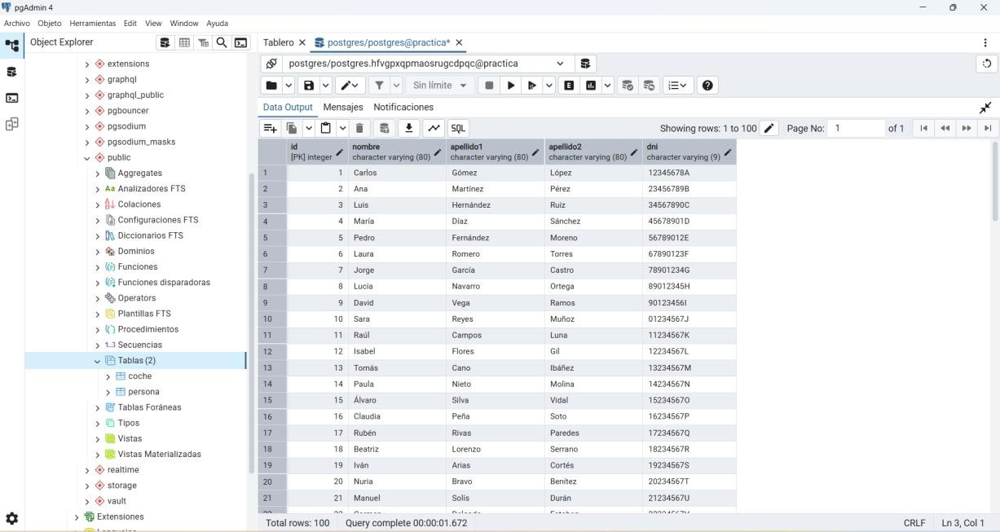 pgAdmin 4
Archivo Objeto Herramientas Edit View Window Ayuda
Object Explorer
Tablero
postgres/postgres@practica*
postgres/postgres.hfvgpxqpmaosrugcdpqc@practica
Sin límite
Data Output Mensajes Notificaciones
SQL
Showing rows: 1 to 100
Page No: 1 of 1
extensions
graphql
graphql_public
pgbouncer
pgsodium
pgsodium_masks
public
Aggregates
Analizadores FTS
Colaciones
Configuraciones FTS
Diccionarios FTS
Dominios
Funciones
Funciones disparadoras
Operators
Plantillas FTS
Procedimientos
1..3 Secuencias
Tablas (2)
coche
persona
Tablas Foráneas
Tipos
Vistas
Vistas Materializadas
realtime
storage
vault
Extensiones
id nombre apellido1 apellido2 dni
[PK] integer character varying (80) character varying (80) character varying (80) character varying (9)
1 1 Carlos Gómez López 12345678A
2 2 Ana Martínez Pérez 23456789B
3 3 Luis Hernández Ruiz 34567890C
4 4 María Díaz Sánchez 45678901D
5 5 Pedro Fernández Moreno 56789012E
6 6 Laura Romero Torres 67890123F
7 7 Jorge García Castro 78901234G
8 8 Lucía Navarro Ortega 89012345H
9 9 David Vega Ramos 90123456I
10 10 Sara Reyes Muñoz 01234567J
11 11 Raúl Campos Luna 11234567K
12 12 Isabel Flores Gil 12234567L
13 13 Tomás Cano Ibáñez 13234567M
14 14 Paula Nieto Molina 14234567N
15 15 Álvaro Silva Vidal 15234567O
16 16 Claudia Peña Soto 16234567P
17 17 Rubén Rivas Paredes 17234567Q
18 18 Beatriz Lorenzo Serrano 18234567R
19 19 Iván Arias Cortés 19234567S
20 20 Nuria Bravo Benítez 20234567T
21 21 Manuel Solís Durán 21234567U
Total rows: 100 Query complete 00:00:01.672
CRLF Ln 3, Col 1